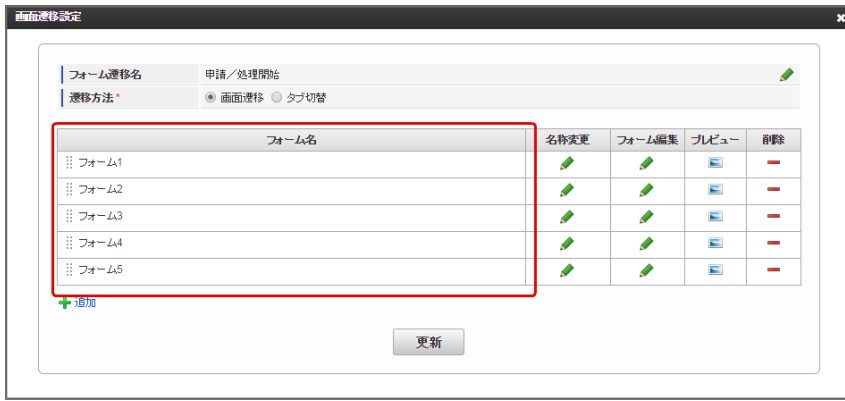 画面遷移設定
フォーム遷移名 申請／処理開始
遷移方法* 画面遷移 タブ切替
フォーム名 名称変更 フォーム編集 プレビュー 削除
フォーム1
フォーム2
フォーム3
フォーム4
フォーム5
追加
更新